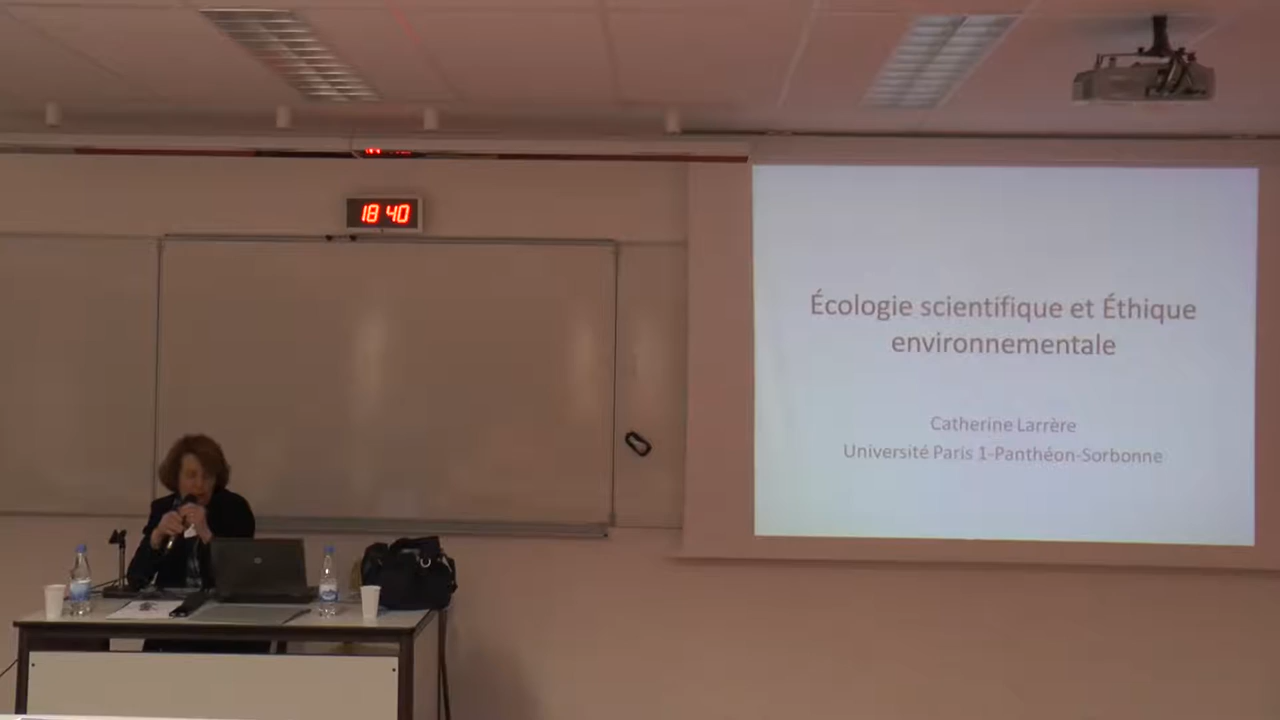 18 40
Écologie scientifique et Éthique
environnementale
Catherine Larrère
Université Paris 1-Panthéon-Sorbonne